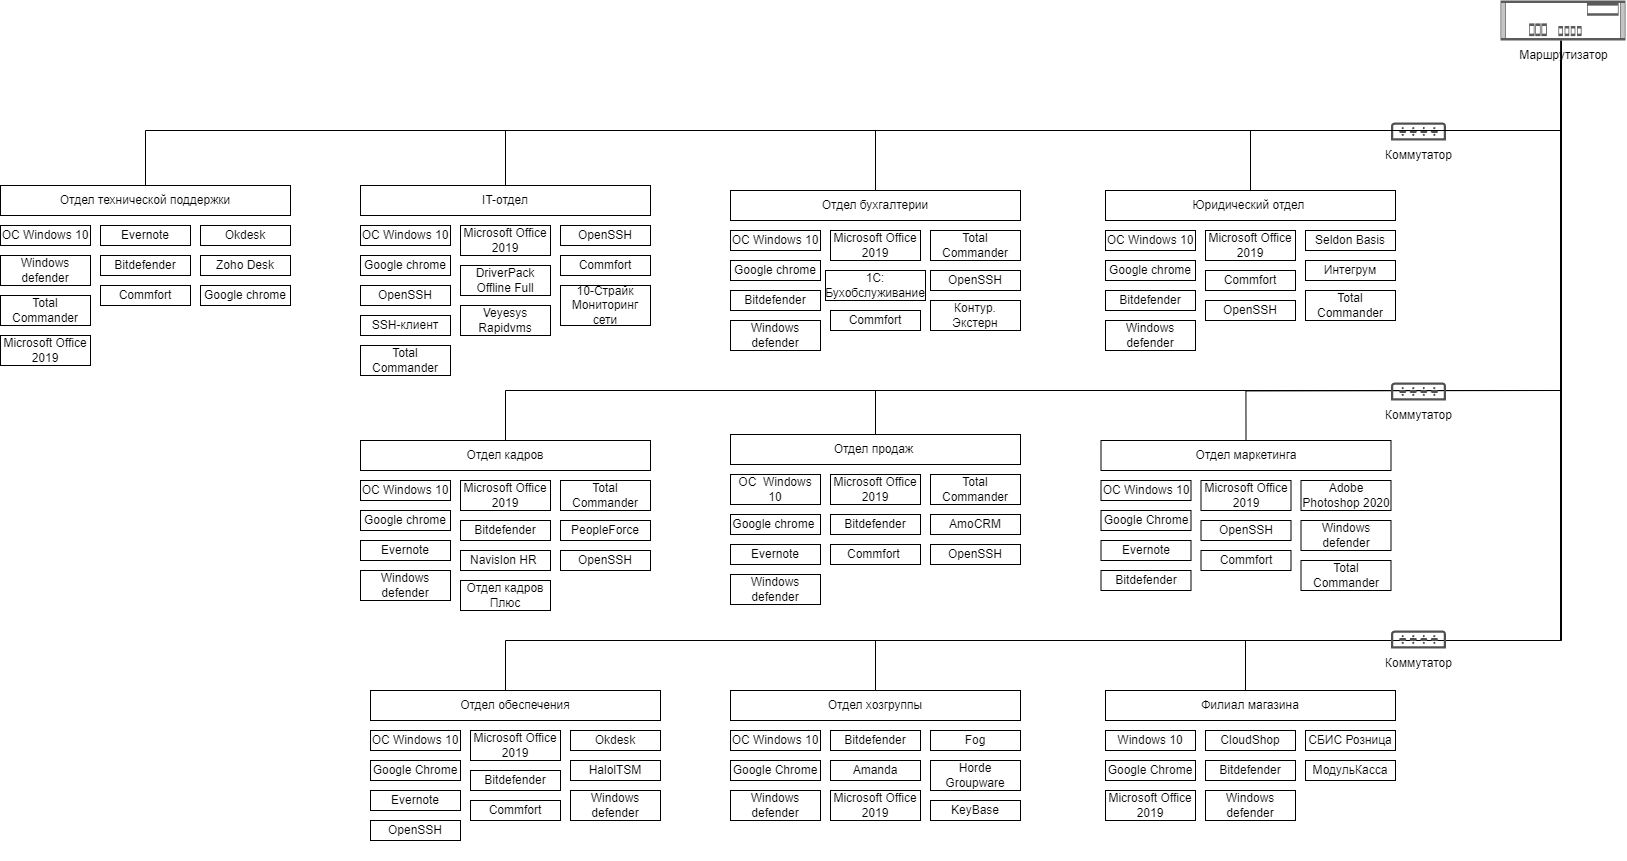 Маршрутизатор
Коммутатор
Отдел технической поддержки
ОС Windows 10
Windows
defender
Total
Commander
Microsoft Office
2019
Evernote
Bitdefender
Commfort
Okdesk
Zoho Desk
Google chrome
IT-отдел
ОС Windows 10
Google chrome
OpenSSH
SSH-клиент
Total
Commander
Microsoft Office
2019
DriverPack
Offline Full
Veyesys
Rapidvms
OpenSSH
Commfort
10-Страйк
Мониторинг
сети
Отдел бухгалтерии
ОС Windows 10
Google chrome
Bitdefender
Windows
defender
Microsoft Office
2019
1С:
Бухобслуживание
Commfort
Total
Commander
OpenSSH
Контур.
Экстерн
Юридический отдел
ОС Windows 10
Google chrome
Bitdefender
Windows
defender
Microsoft Office
2019
Commfort
OpenSSH
Seldon Basis
Интегрум
Total
Commander
Коммутатор
Отдел кадров
ОС Windows 10
Google chrome
Evernote
Windows
defender
Microsoft Office
2019
Bitdefender
Navislon HR
Отдел кадров
Плюс
Total
Commander
PeopleForce
OpenSSH
Отдел продаж
ОС Windows
10
Google chrome
Evernote
Windows
defender
Microsoft Office
2019
Bitdefender
Commfort
Total
Commander
AmoCRM
OpenSSH
Отдел маркетинга
ОС Windows 10
Google Chrome
Evernote
Bitdefender
Microsoft Office
2019
OpenSSH
Commfort
Adobe
Photoshop 2020
Windows
defender
Total
Commander
Коммутатор
Отдел обеспечения
ОС Windows 10
Google Chrome
Evernote
OpenSSH
Microsoft Office
2019
Bitdefender
Commfort
Okdesk
HaloITSM
Windows
defender
Отдел хозгруппы
ОС Windows 10
Google Chrome
Windows
defender
Bitdefender
Amanda
Microsoft Office
2019
Fog
Horde
Groupware
KeyBase
Филиал магазина
Windows 10
Google Chrome
Microsoft Office
2019
CloudShop
Bitdefender
Windows
defender
СБИС Розница
МодульКасса